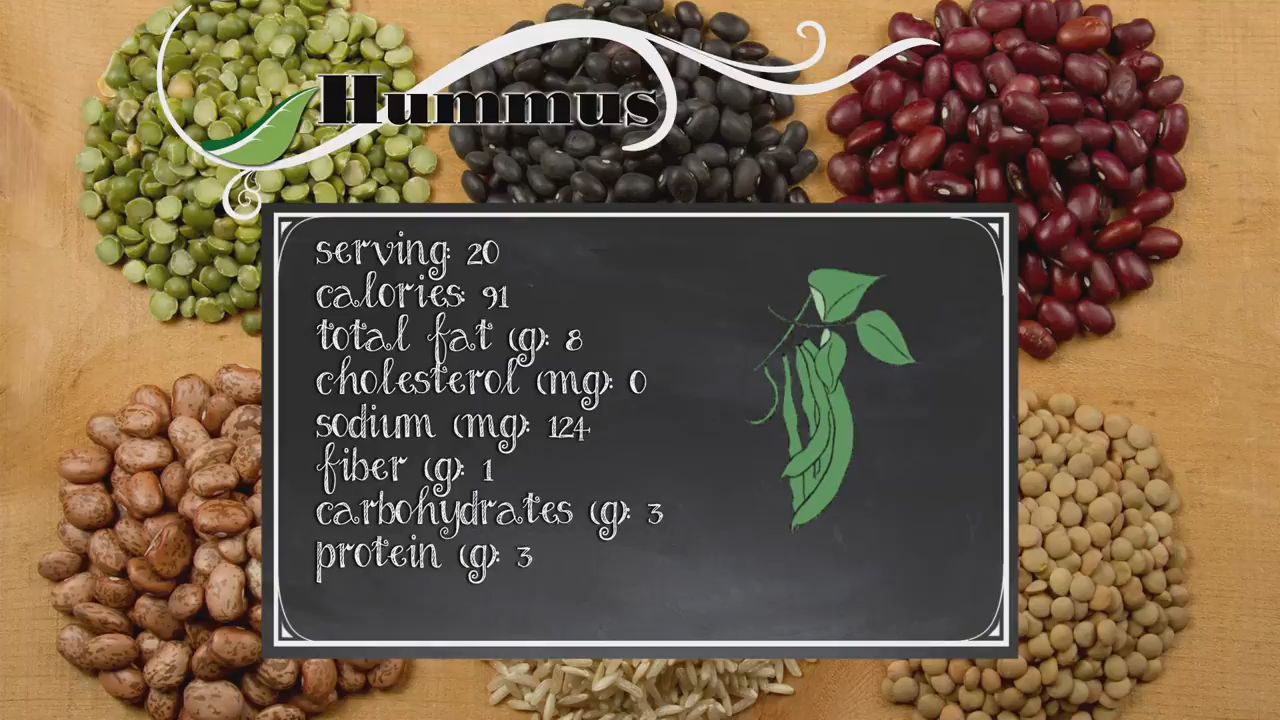 Hummus
serving: 20
calories: 91
total fat (g): 8
cholesterol (mg): 0
sodium (mg): 124
fiber (g): 1
carbohydrates (g): 3
protein (g): 3